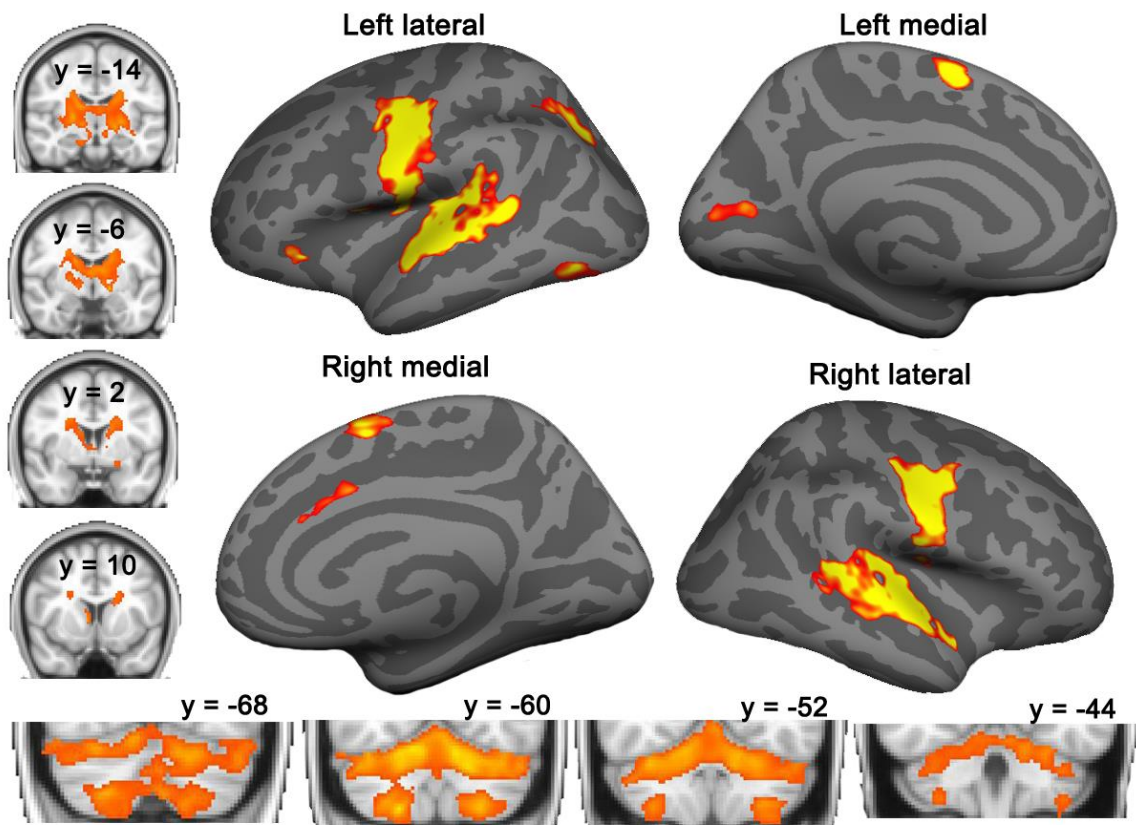 Left lateral
Left medial
y = -14
y = -6
Right medial
Right lateral
y = 2
y = 10
y = -68
y = -60
y = -52
y = -44